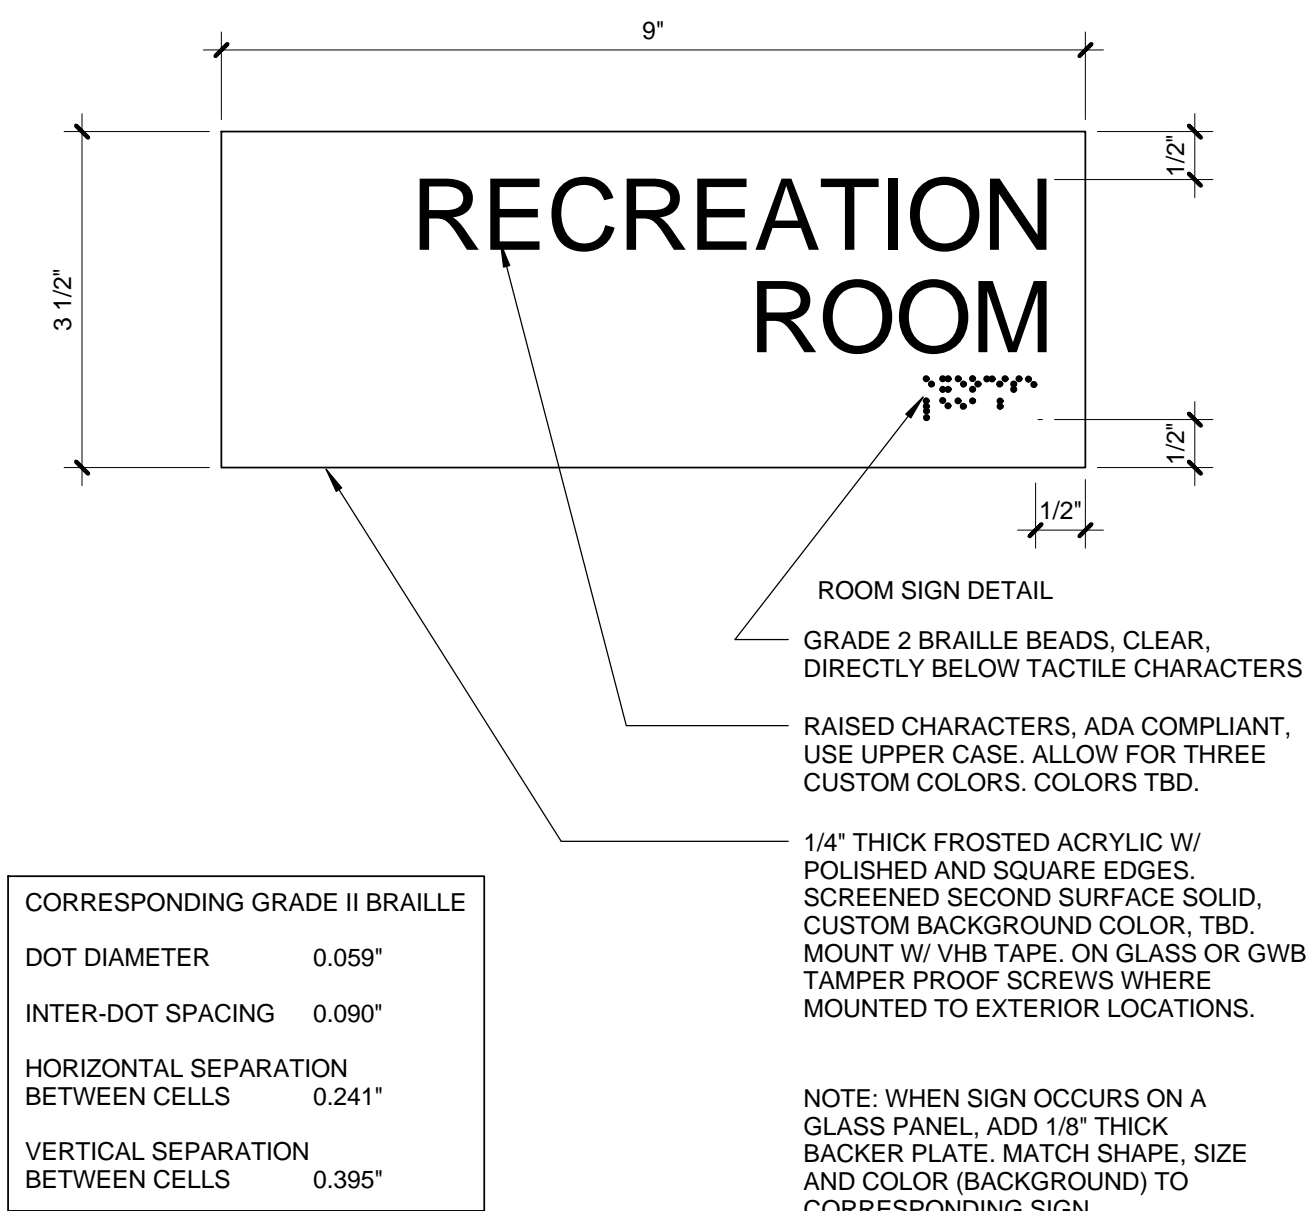 9"
1/2"
3 1/2"
RECREATION
ROOM
1/2"
1/2"
ROOM SIGN DETAIL
GRADE 2 BRAILLE BEADS, CLEAR,
DIRECTLY BELOW TACTILE CHARACTERS
RAISED CHARACTERS, ADA COMPLIANT,
USE UPPER CASE. ALLOW FOR THREE
CUSTOM COLORS. COLORS TBD.
1/4" THICK FROSTED ACRYLIC W/
POLISHED AND SQUARE EDGES.
SCREENED SECOND SURFACE SOLID,
CUSTOM BACKGROUND COLOR, TBD.
MOUNT W/ VHB TAPE. ON GLASS OR GWB
TAMPER PROOF SCREWS WHERE
MOUNTED TO EXTERIOR LOCATIONS.
NOTE: WHEN SIGN OCCURS ON A
GLASS PANEL, ADD 1/8" THICK
BACKER PLATE. MATCH SHAPE, SIZE
AND COLOR (BACKGROUND) TO
CORRESPONDING SIGN
CORRESPONDING GRADE II BRAILLE
DOT DIAMETER 0.059"
INTER-DOT SPACING 0.090"
HORIZONTAL SEPARATION
BETWEEN CELLS 0.241"
VERTICAL SEPARATION
BETWEEN CELLS 0.395"